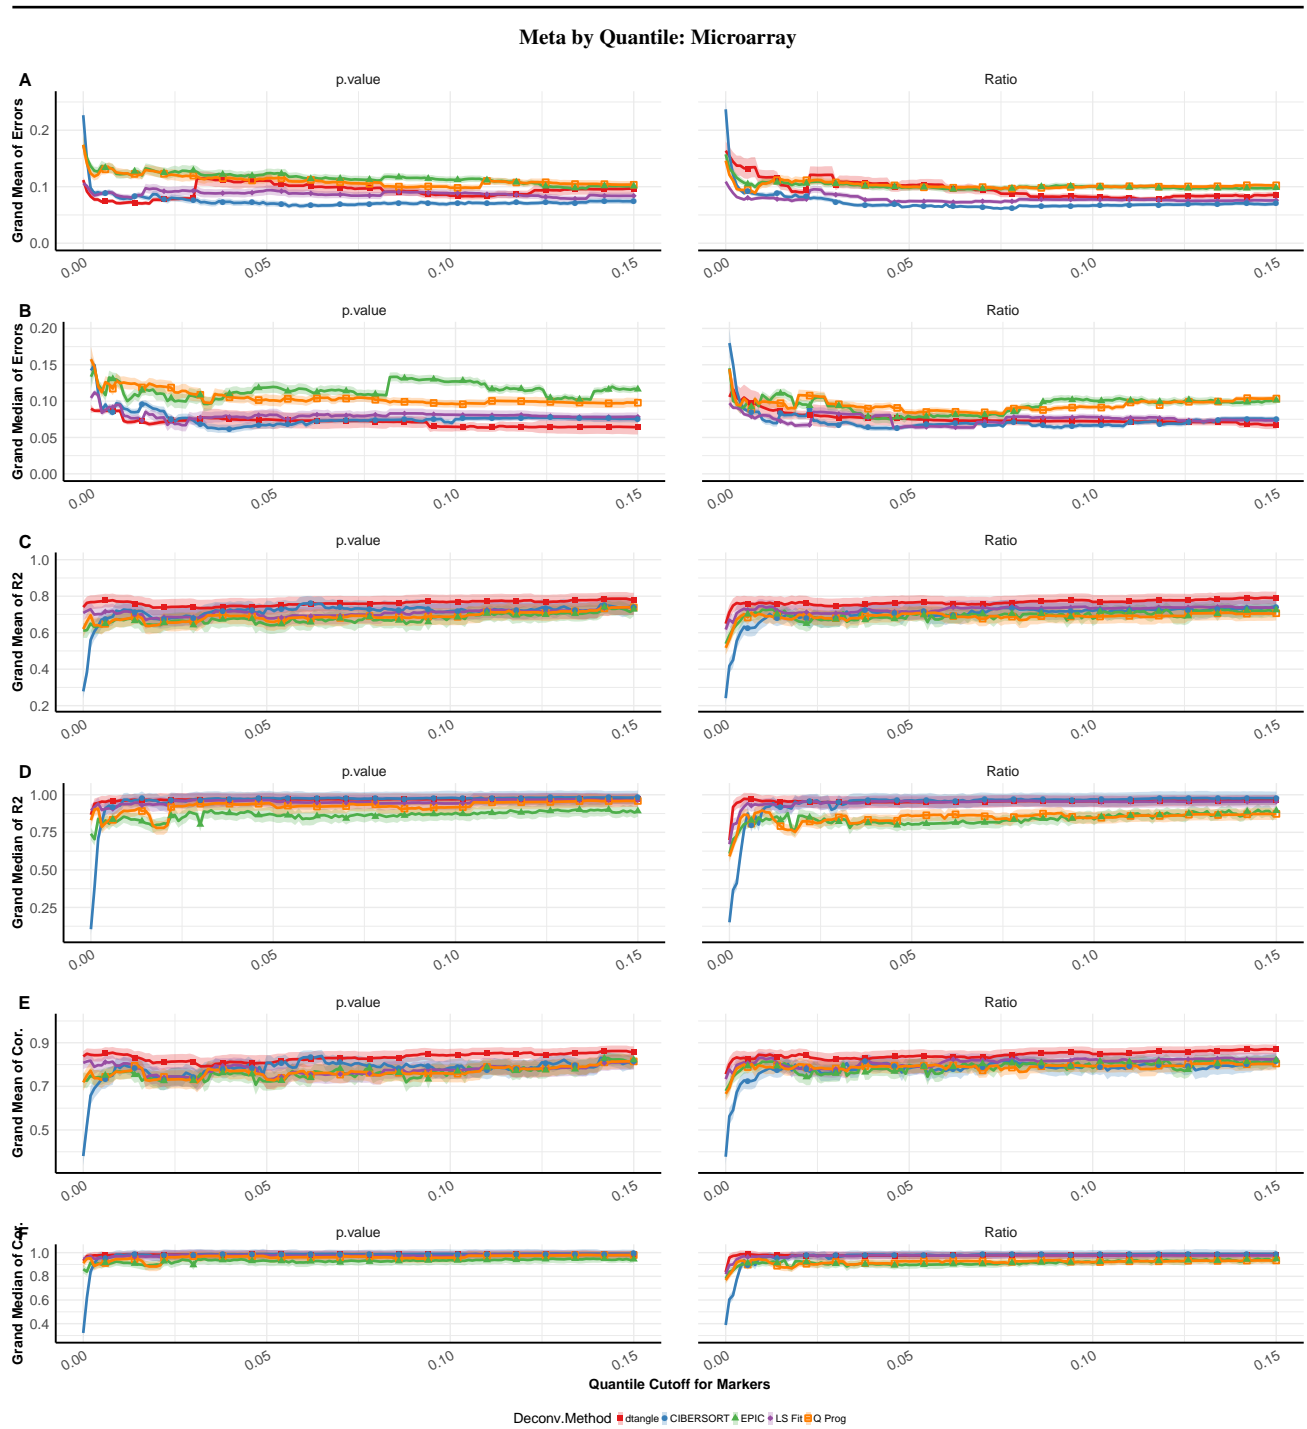 Meta by Quantile: Microarray
A
p.value
Ratio
Grand Mean of Errors
0.2
0.1
0.0
0.00
0.05
0.10
0.15
0.00
0.05
0.10
0.15
B
p.value
Ratio
Grand Median of Errors
0.20
0.15
0.10
0.05
0.00
0.00
0.05
0.10
0.15
0.00
0.05
0.10
0.15
C
p.value
Ratio
Grand Mean of R2
1.0
0.8
0.6
0.4
0.2
0.00
0.05
0.10
0.15
0.00
0.05
0.10
0.15
D
p.value
Ratio
Grand Median of R2
1.00
0.75
0.50
0.25
0.00
0.05
0.10
0.15
0.00
0.05
0.10
0.15
E
p.value
Ratio
Grand Mean of Cor.
0.9
0.7
0.5
0.00
0.05
0.10
0.15
0.00
0.05
0.10
0.15
F
p.value
Ratio
Grand Median of Cor.
1.0
0.8
0.6
0.4
0.00
0.05
0.10
0.15
0.00
0.05
0.10
0.15
Quantile Cutoff for Markers
Deconv.Method dtangle CIBERSORT EPIC LS Fit Q Prog